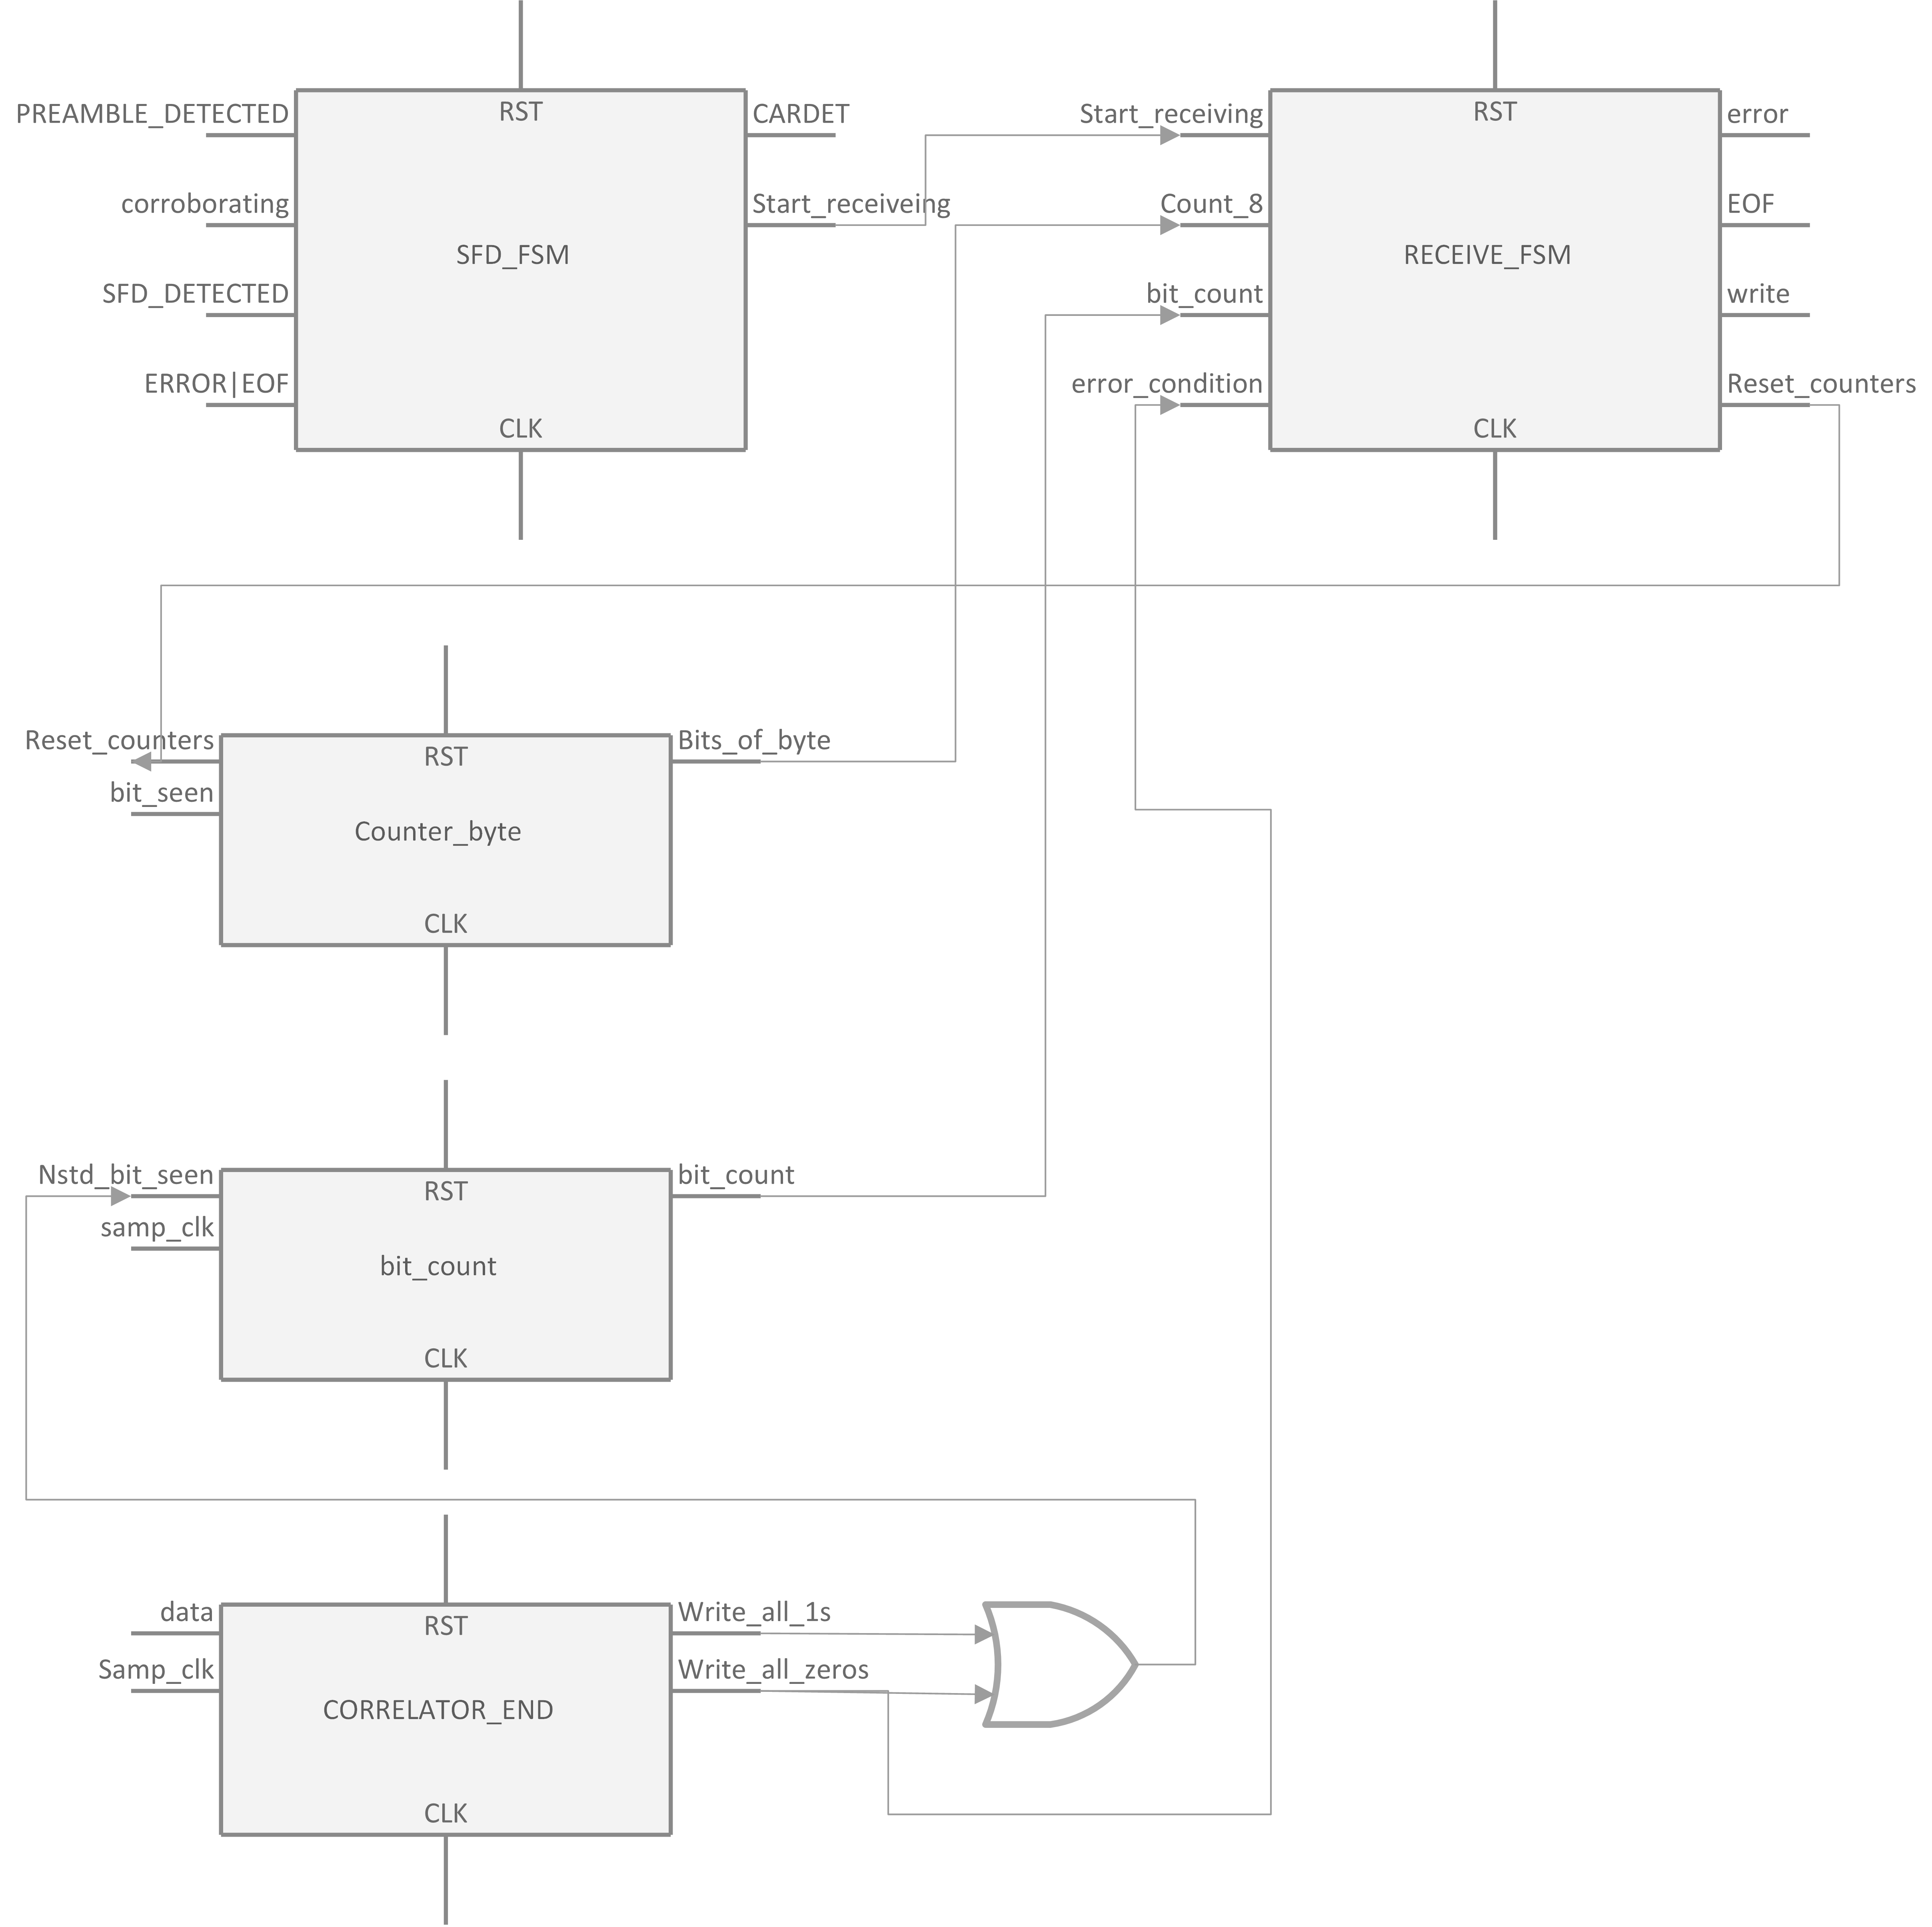 RST
PREAMBLE_DETECTED
CARDET
corroborating
Start_receiveing
SFD_FSM
SFD_DETECTED
ERROR|EOF
CLK
RST
Start_receiving
error
Count_8
EOF
RECEIVE_FSM
bit_count
write
error_condition
Reset_counters
CLK
Reset_counters
RST
Bits_of_byte
bit_seen
Counter_byte
CLK
Nstd_bit_seen
RST
bit_count
samp_clk
bit_count
CLK
data
RST
Write_all_1s
Samp_clk
Write_all_zeros
CORRELATOR_END
CLK